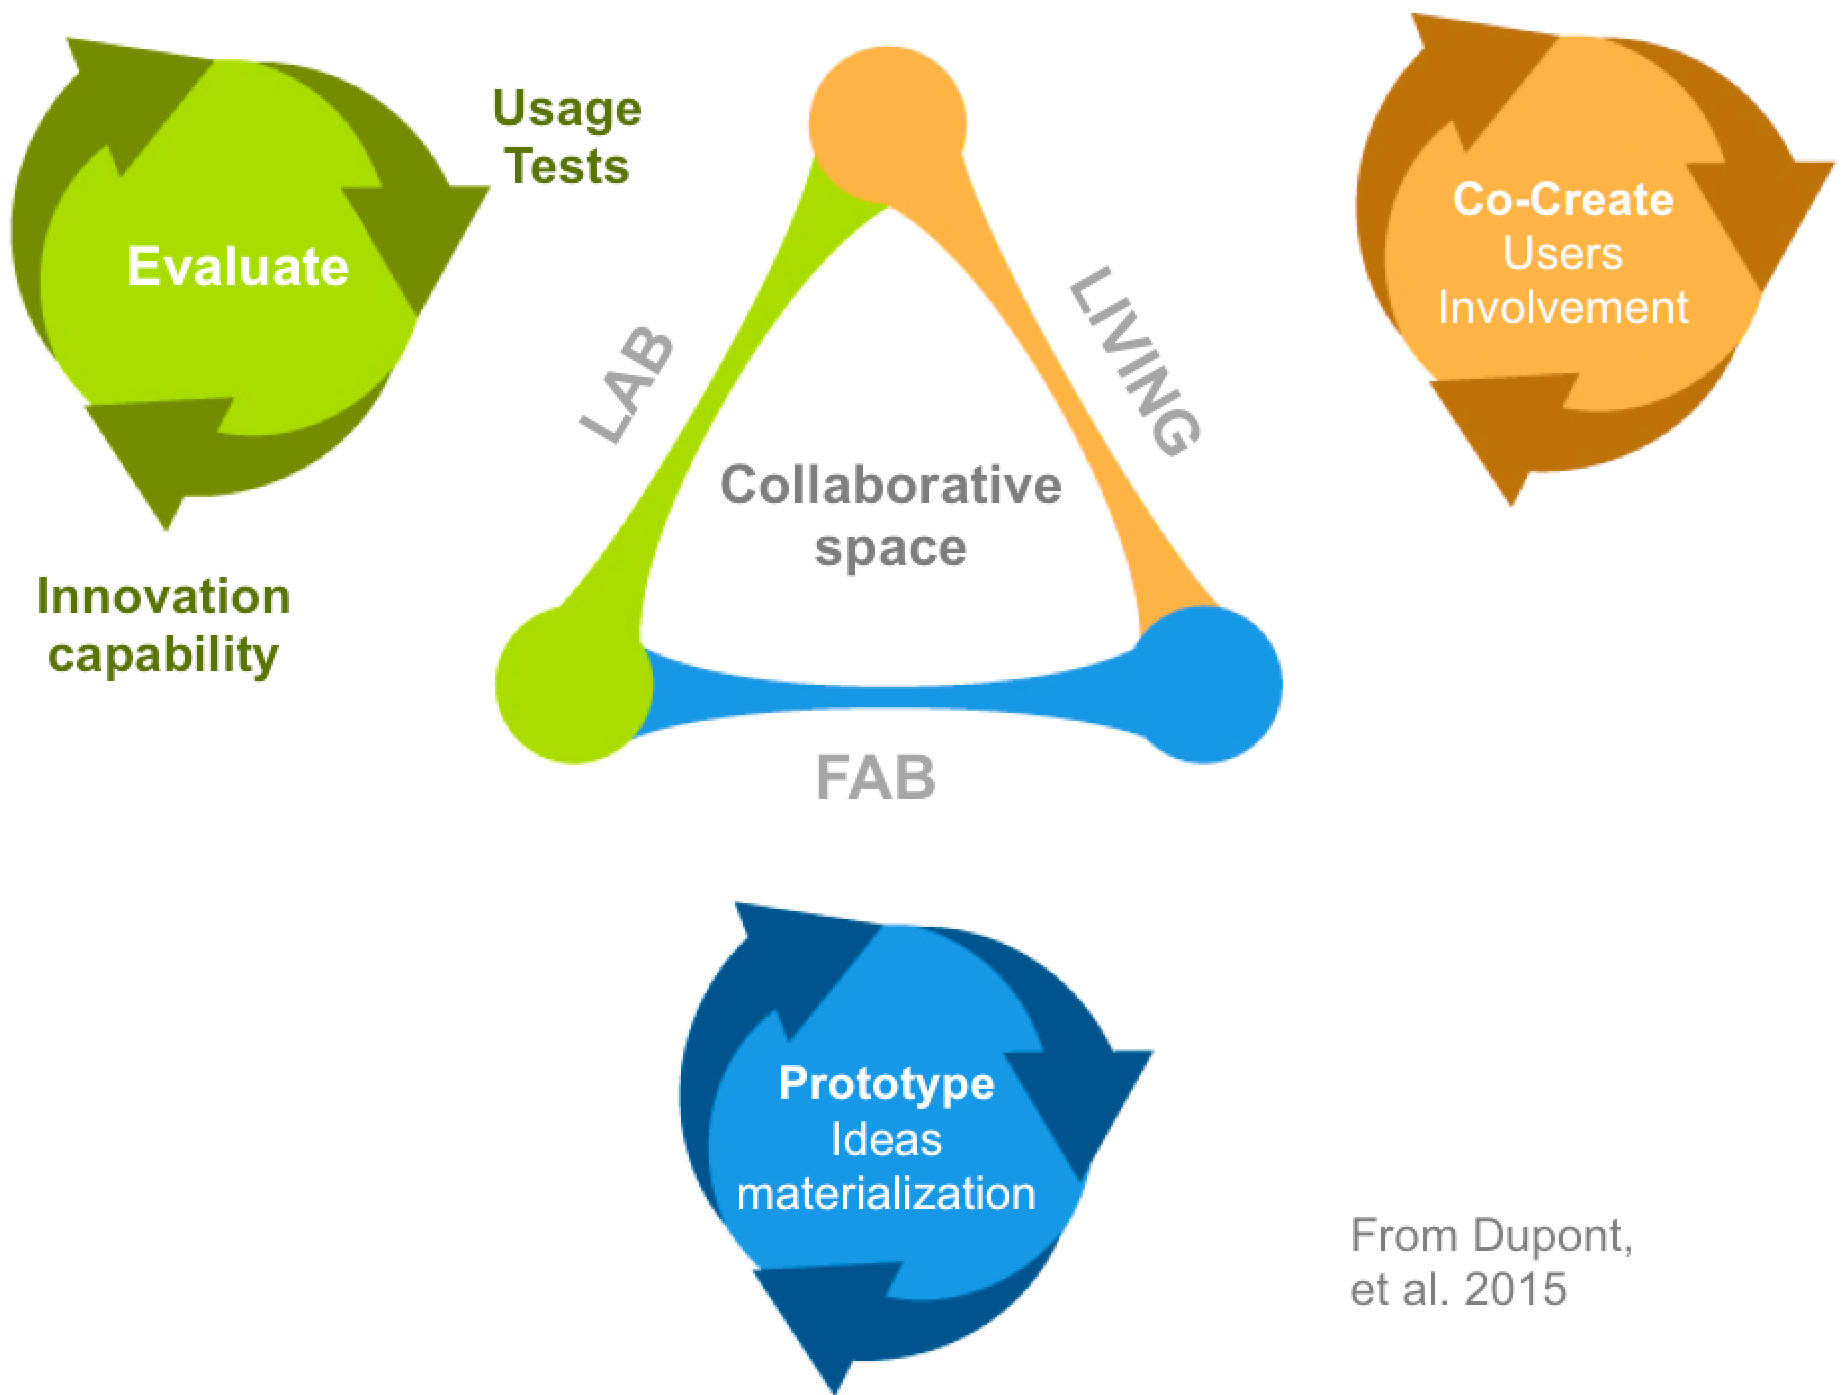 Usage
Tests
Evaluate
Innovation
capability
LAB
LIVING
Collaborative
space
FAB
Co-Create
Users
Involvement
Prototype
Ideas
materialization
From Dupont,
et al. 2015